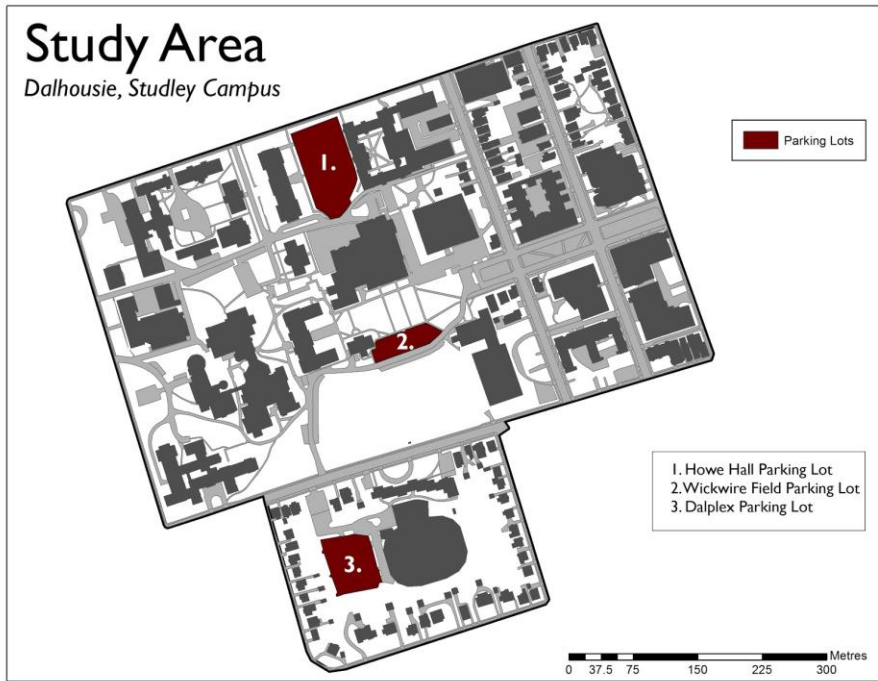 Study Area
Dalhousie, Studley Campus
1.
Parking Lots
2.
1. Howe Hall Parking Lot
2. Wickwire Field Parking Lot
3. Dalplex Parking Lot
3.
Metres
0 37.5 75 150 225 300